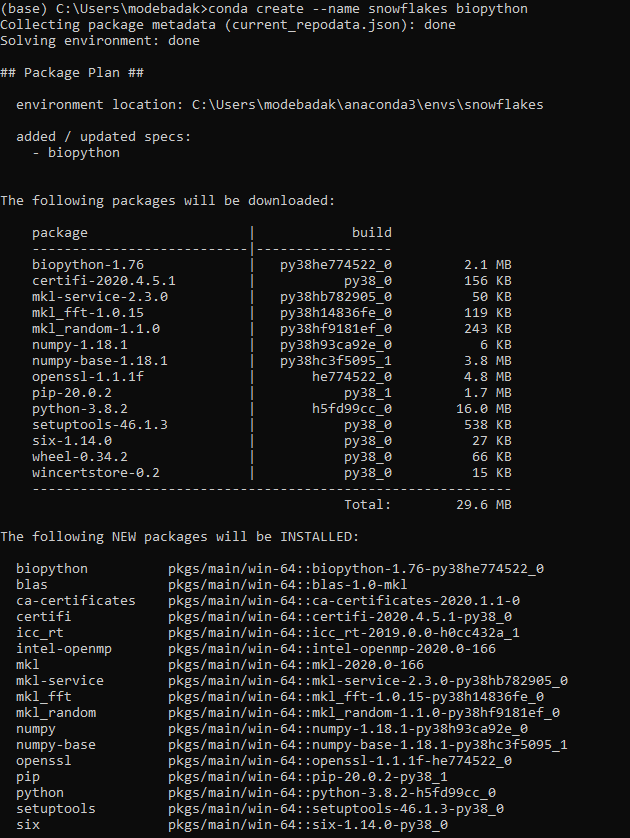 (base) C:\Users\modebadak>conda create --name snowflakes biopython
Collecting package metadata (current_repodata.json): done
Solving environment: done
## Package Plan ##
environment location: C:\Users\modebadak\anaconda3\envs\snowflakes
added / updated specs:
- biopython
The following packages will be downloaded:
package | build
---------------------------|-----------------
biopython-1.76 | py38he774522_0 2.1 MB
certifi-2020.4.5.1 | py38_0 156 KB
mkl-service-2.3.0 | py38hb782905_0 50 KB
mkl_fft-1.0.15 | py38h14836fe_0 119 KB
mkl_random-1.1.0 | py38hf9181ef_0 243 KB
numpy-1.18.1 | py38h93ca92e_0 6 KB
numpy-base-1.18.1 | py38hc3f5095_1 3.8 MB
openssl-1.1.1f | he774522_0 4.8 MB
pip-20.0.2 | py38_1 1.7 MB
python-3.8.2 | h5fd99cc_0 16.0 MB
setuptools-46.1.3 | py38_0 538 KB
six-1.14.0 | py38_0 27 KB
wheel-0.34.2 | py38_0 66 KB
wincertstore-0.2 | py38_0 15 KB
------------------------------------------------------------
Total: 29.6 MB
The following NEW packages will be INSTALLED:
biopython pkgs/main/win-64::biopython-1.76-py38he774522_0
blas pkgs/main/win-64::blas-1.0-mkl
ca-certificates pkgs/main/win-64::ca-certificates-2020.1.1-0
certifi pkgs/main/win-64::certifi-2020.4.5.1-py38_0
icc_rt pkgs/main/win-64::icc_rt-2019.0.0-h0cc432a_1
intel-openmp pkgs/main/win-64::intel-openmp-2020.0-166
mkl pkgs/main/win-64::mkl-2020.0-166
mkl-service pkgs/main/win-64::mkl-service-2.3.0-py38hb782905_0
mkl_fft pkgs/main/win-64::mkl_fft-1.0.15-py38h14836fe_0
mkl_random pkgs/main/win-64::mkl_random-1.1.0-py38hf9181ef_0
numpy pkgs/main/win-64::numpy-1.18.1-py38h93ca92e_0
numpy-base pkgs/main/win-64::numpy-base-1.18.1-py38hc3f5095_1
openssl pkgs/main/win-64::openssl-1.1.1f-he774522_0
pip pkgs/main/win-64::pip-20.0.2-py38_1
python pkgs/main/win-64::python-3.8.2-h5fd99cc_0
setuptools pkgs/main/win-64::setuptools-46.1.3-py38_0
six pkgs/main/win-64::six-1.14.0-py38_0